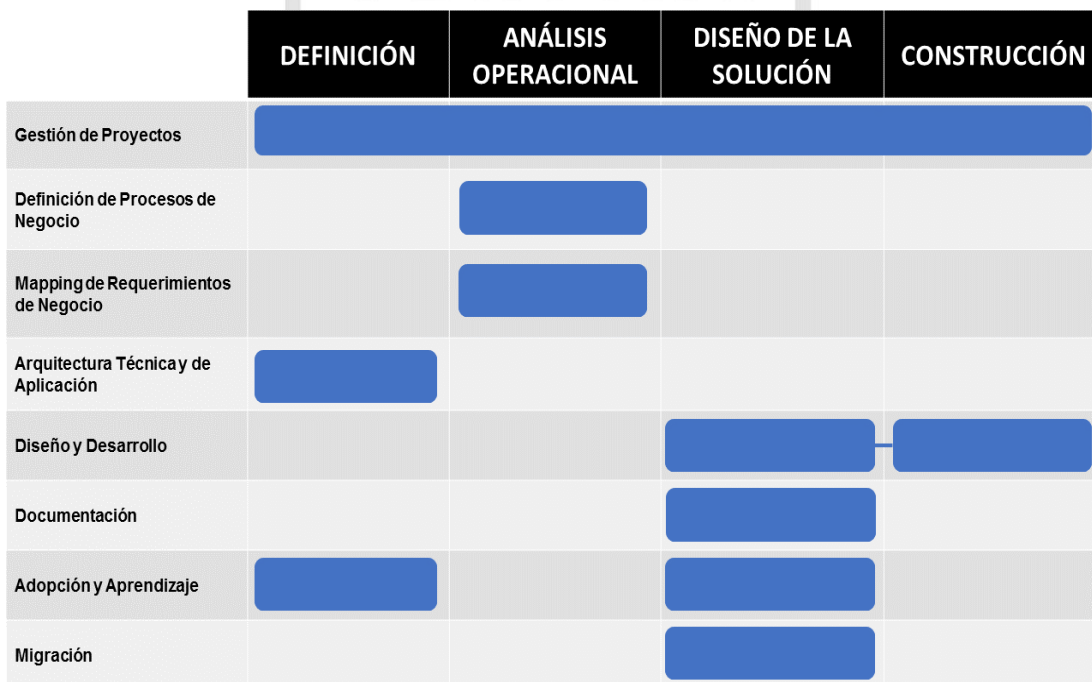 DEFINICIÓN
ANÁLISIS
OPERACIONAL
DISEÑO DE LA
SOLUCIÓN
CONSTRUCCIÓN
Gestión de Proyectos
Definición de Procesos de
Negocio
Mapping de Requerimientos
de Negocio
Arquitectura Técnica y de
Aplicación
Diseño y Desarrollo
Documentación
Adopción y Aprendizaje
Migración